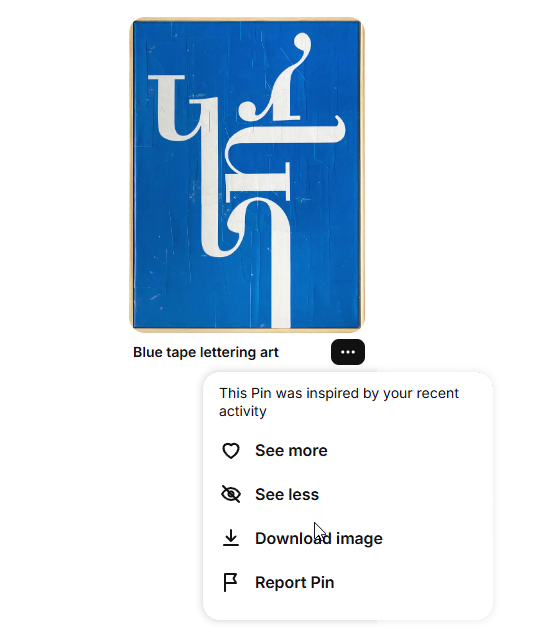 Blue tape lettering art
This Pin was inspired by your recent
activity
See more
See less
Download image
Report Pin